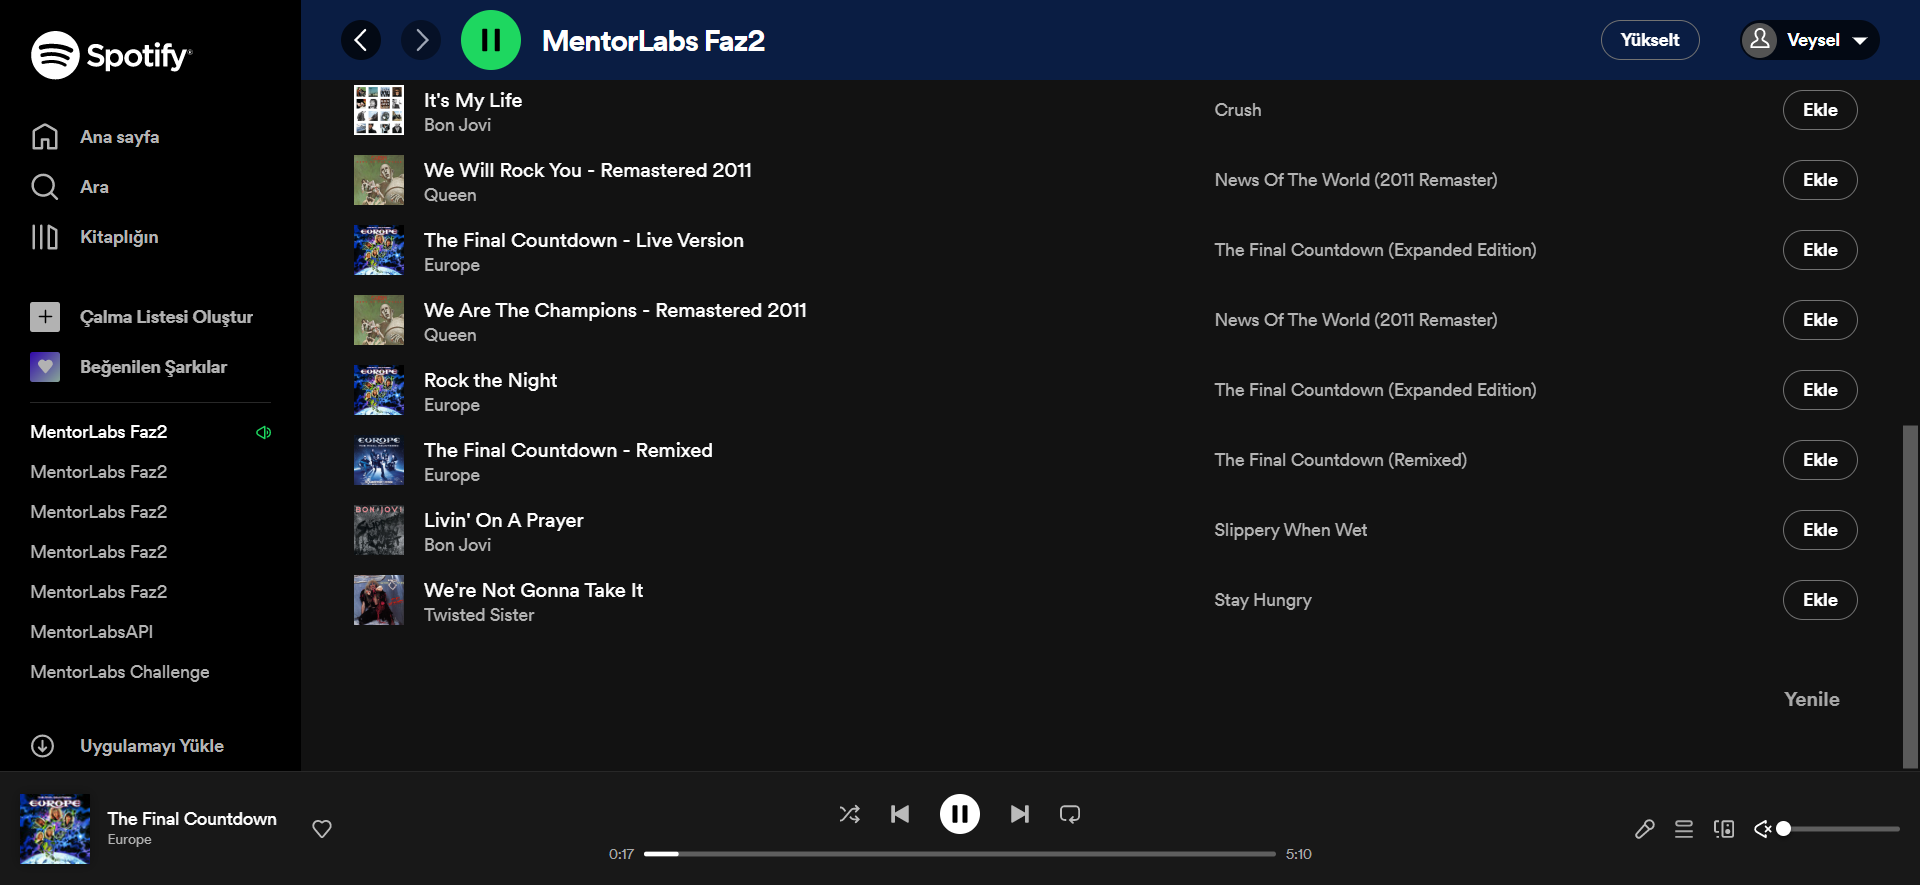 Spotify
Ana sayfa
Ara
Kitaplığın
Çalma Listesi Oluştur
Beğenilen Şarkılar
MentorLabs Faz2
MentorLabs Faz2
MentorLabs Faz2
MentorLabs Faz2
MentorLabs Faz2
MentorLabsAPI
MentorLabs Challenge
Uygulamayı Yükle
MentorLabs Faz2
Yükselt
Veysel
It's My Life
Bon Jovi
Crush
Ekle
We Will Rock You - Remastered 2011
Queen
News Of The World (2011 Remaster)
Ekle
The Final Countdown - Live Version
Europe
The Final Countdown (Expanded Edition)
Ekle
We Are The Champions - Remastered 2011
Queen
News Of The World (2011 Remaster)
Ekle
Rock the Night
Europe
The Final Countdown (Expanded Edition)
Ekle
The Final Countdown - Remixed
Europe
The Final Countdown (Remixed)
Ekle
Livin' On A Prayer
Bon Jovi
Slippery When Wet
Ekle
We're Not Gonna Take It
Twisted Sister
Stay Hungry
Ekle
Yenile
EUROPE
The Final Countdown
Europe
0:17
5:10